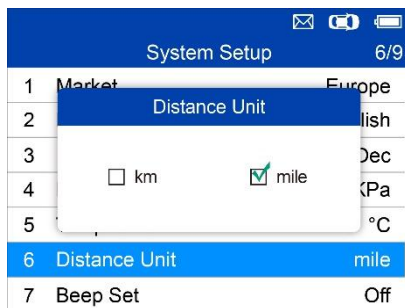 System Setup 6/9
1 Market Europe
Distance Unit
2 lish
3 Dec
km mile
4 KPa
5 °C
6 Distance Unit mile
7 Beep Set Off